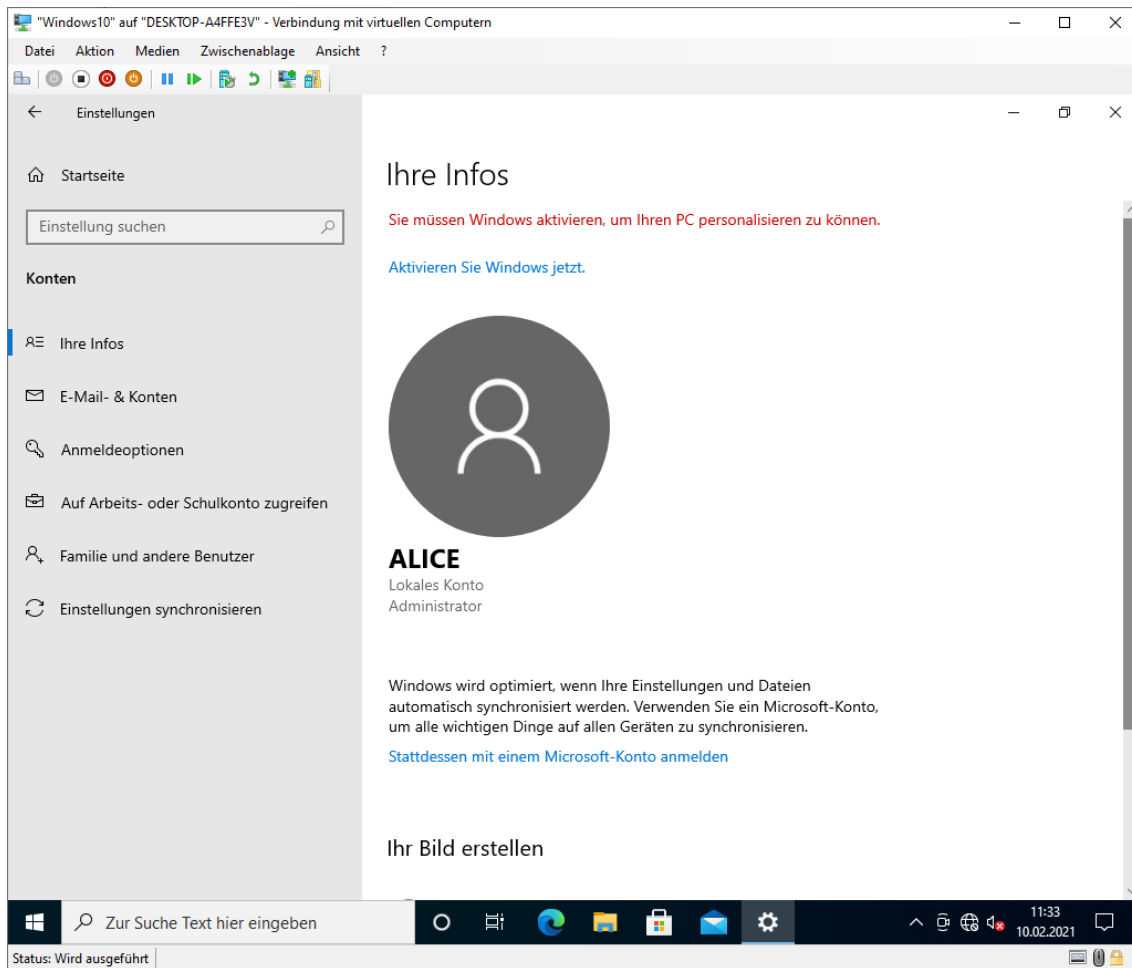 "Windows10" auf "DESKTOP-A4FFE3V" - Verbindung mit virtuellen Computern
Datei Aktion Medien Zwischenablage Ansicht ?
Einstellungen
Startseite
Einstellung suchen
Konten
Ihre Infos
E-Mail- & Konten
Anmeldeoptionen
Auf Arbeits- oder Schulkonto zugreifen
Familie und andere Benutzer
Einstellungen synchronisieren
Ihre Infos
Sie müssen Windows aktivieren, um Ihren PC personalisieren zu können.
Aktivieren Sie Windows jetzt.
ALICE
Lokales Konto
Administrator
Windows wird optimiert, wenn Ihre Einstellungen und Dateien
automatisch synchronisiert werden. Verwenden Sie ein Microsoft-Konto,
um alle wichtigen Dinge auf allen Geräten zu synchronisieren.
Stattdessen mit einem Microsoft-Konto anmelden
Ihr Bild erstellen
Zur Suche Text hier eingeben
11:33
10.02.2021
Status: Wird ausgeführt